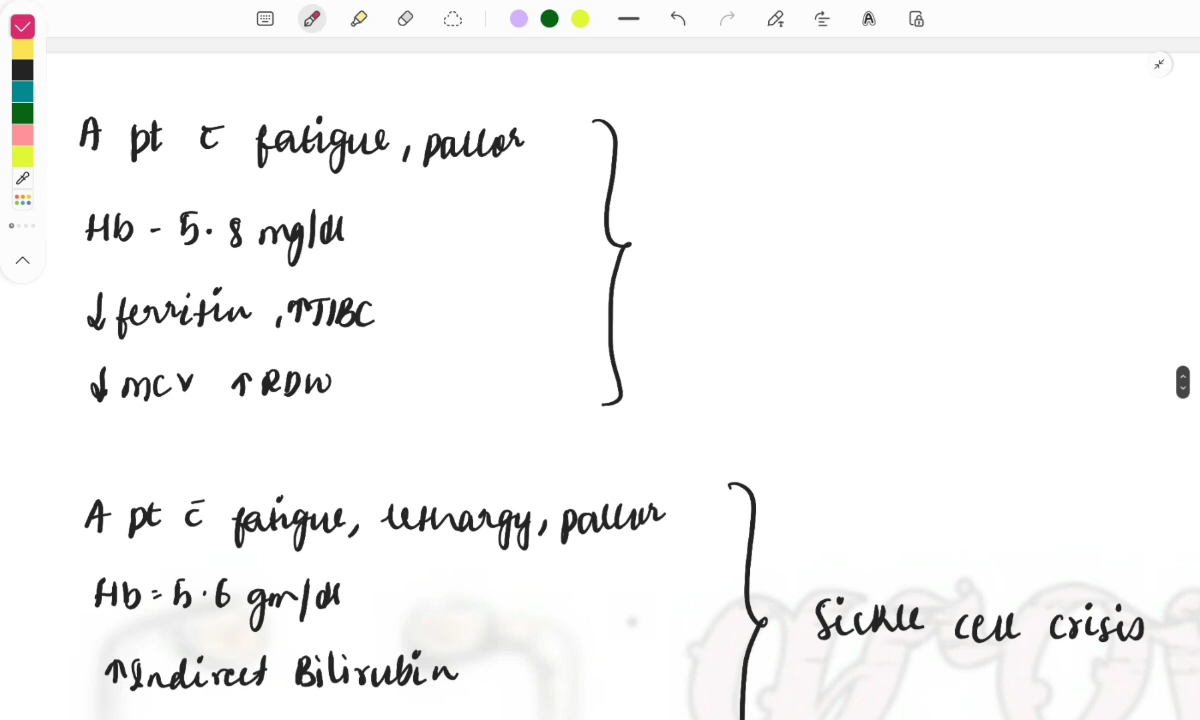 A pt c̄ fatigue, pallor
Hb - 5.8 mg/dl
↓ ferritin, ↑TIBC
↓ MCV ↑ RDW
A pt c̄ fatigue, lethargy, pallor
Hb = 5.6 gm/dl
↑Indirect Bilirubin
Sickle cell crisis